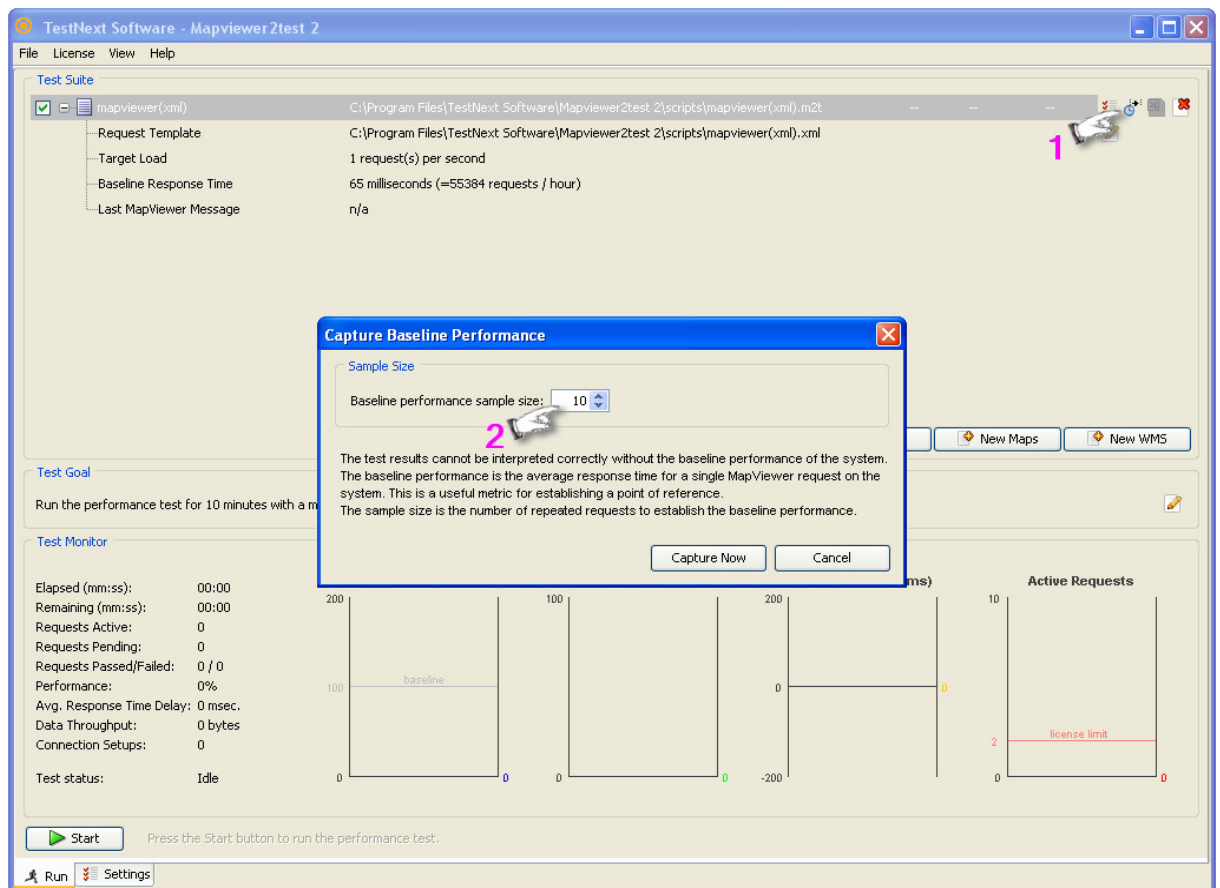 TestNext Software - Mapviewer2test 2
File License View Help
Test Suite
mapviewer(xml) C:\Program Files\TestNext Software\Mapviewer2test 2\scripts\mapviewer(xml).m2t -- -- --
1
Request Template C:\Program Files\TestNext Software\Mapviewer2test 2\scripts\mapviewer(xml).xml
Target Load 1 request(s) per second
Baseline Response Time 65 milliseconds (=55384 requests / hour)
Last MapViewer Message n/a
Capture Baseline Performance
Sample Size
Baseline performance sample size: 10
2
The test results cannot be interpreted correctly without the baseline performance of the system.
The baseline performance is the average response time for a single MapViewer request on the
system. This is a useful metric for establishing a point of reference.
The sample size is the number of repeated requests to establish the baseline performance.
Capture Now Cancel
New Maps New WMS
Test Goal
Run the performance test for 10 minutes with a m
Test Monitor
Elapsed (mm:ss): 00:00
Remaining (mm:ss): 00:00
Requests Active: 0
Requests Pending: 0
Requests Passed/Failed: 0 / 0
Performance: 0%
Avg. Response Time Delay: 0 msec.
Data Throughput: 0 bytes
Connection Setups: 0
Test status: Idle
200
100
baseline
0
0
100
0
0
ms)
200
0
0
-200
Active Requests
10
license limit
2
0
0
Start Press the Start button to run the performance test.
Run Settings